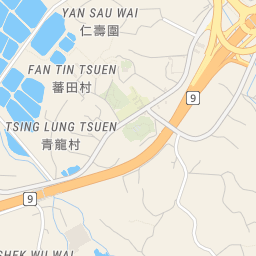 YAN SAU WAI
仁壽圍
FAN TIN TSUEN
蕃田村
9
TSING LUNG TSUEN
青龍村
9
SHEK WU WAI